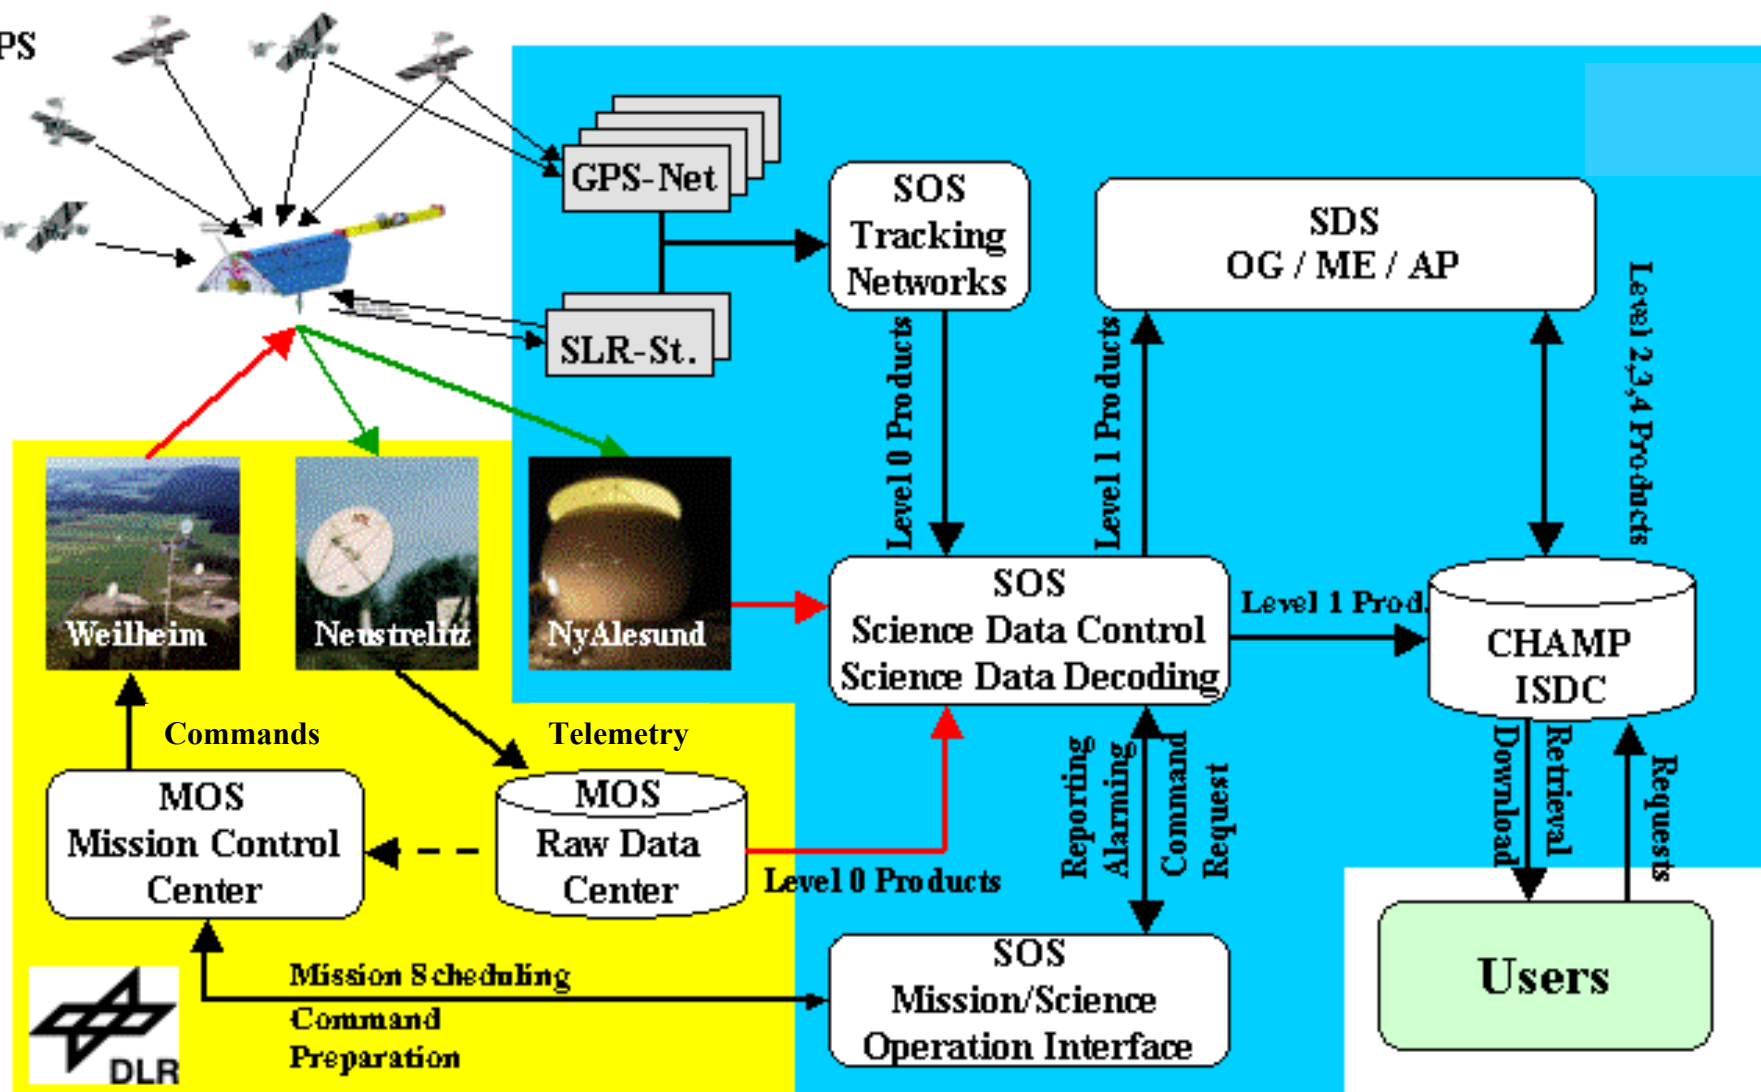 PS
GPS-Net
SLR-St.
SOS
Tracking
Networks
SDS
OG / ME / AP
Level 0 Products
Level 1 Products
Level 2,3,4 Products
Weilheim
Neustrelitz
NyAlesund
SOS
Science Data Control
Science Data Decoding
Level 1 Prod.
CHAMP
ISDC
Commands
Telemetry
MOS
Mission Control
Center
MOS
Raw Data
Center
Level 0 Products
Reporting
Alarming
Command
Request
Download
Retrieval
Requests
Mission Scheduling
Command
Preparation
SOS
Mission/Science
Operation Interface
Users
DLR